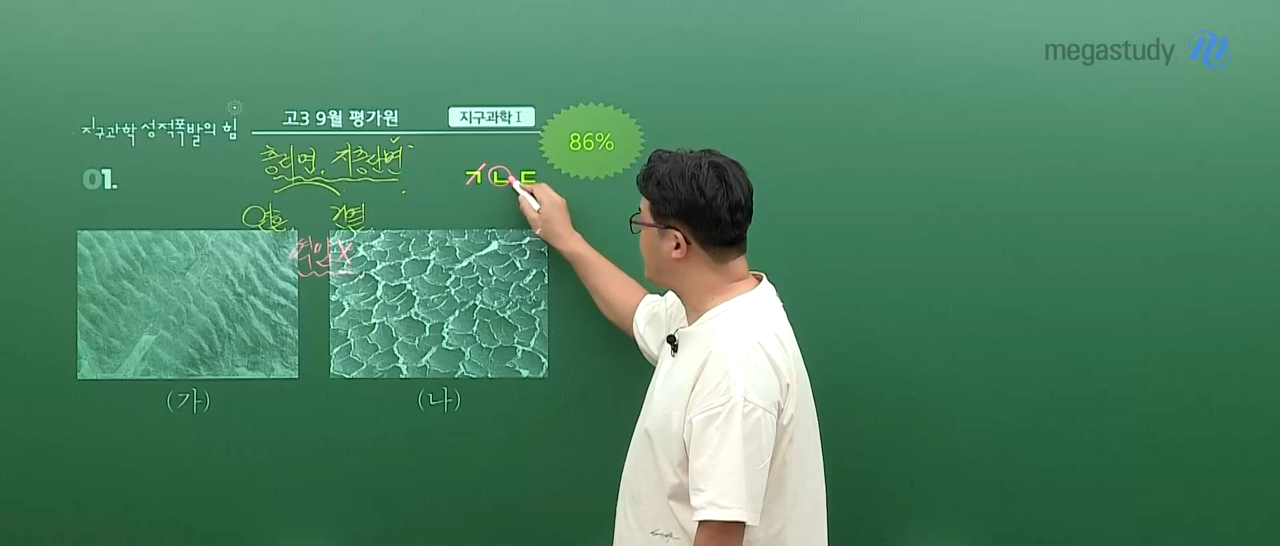 megastudy
지구과학 성적폭발의 힘
고3 9월 평가원
지구과학 I
86%
층리면, 지층단면
01.
ㄱ ㄴ ㄷ
연흔 건열
(가)
(나)